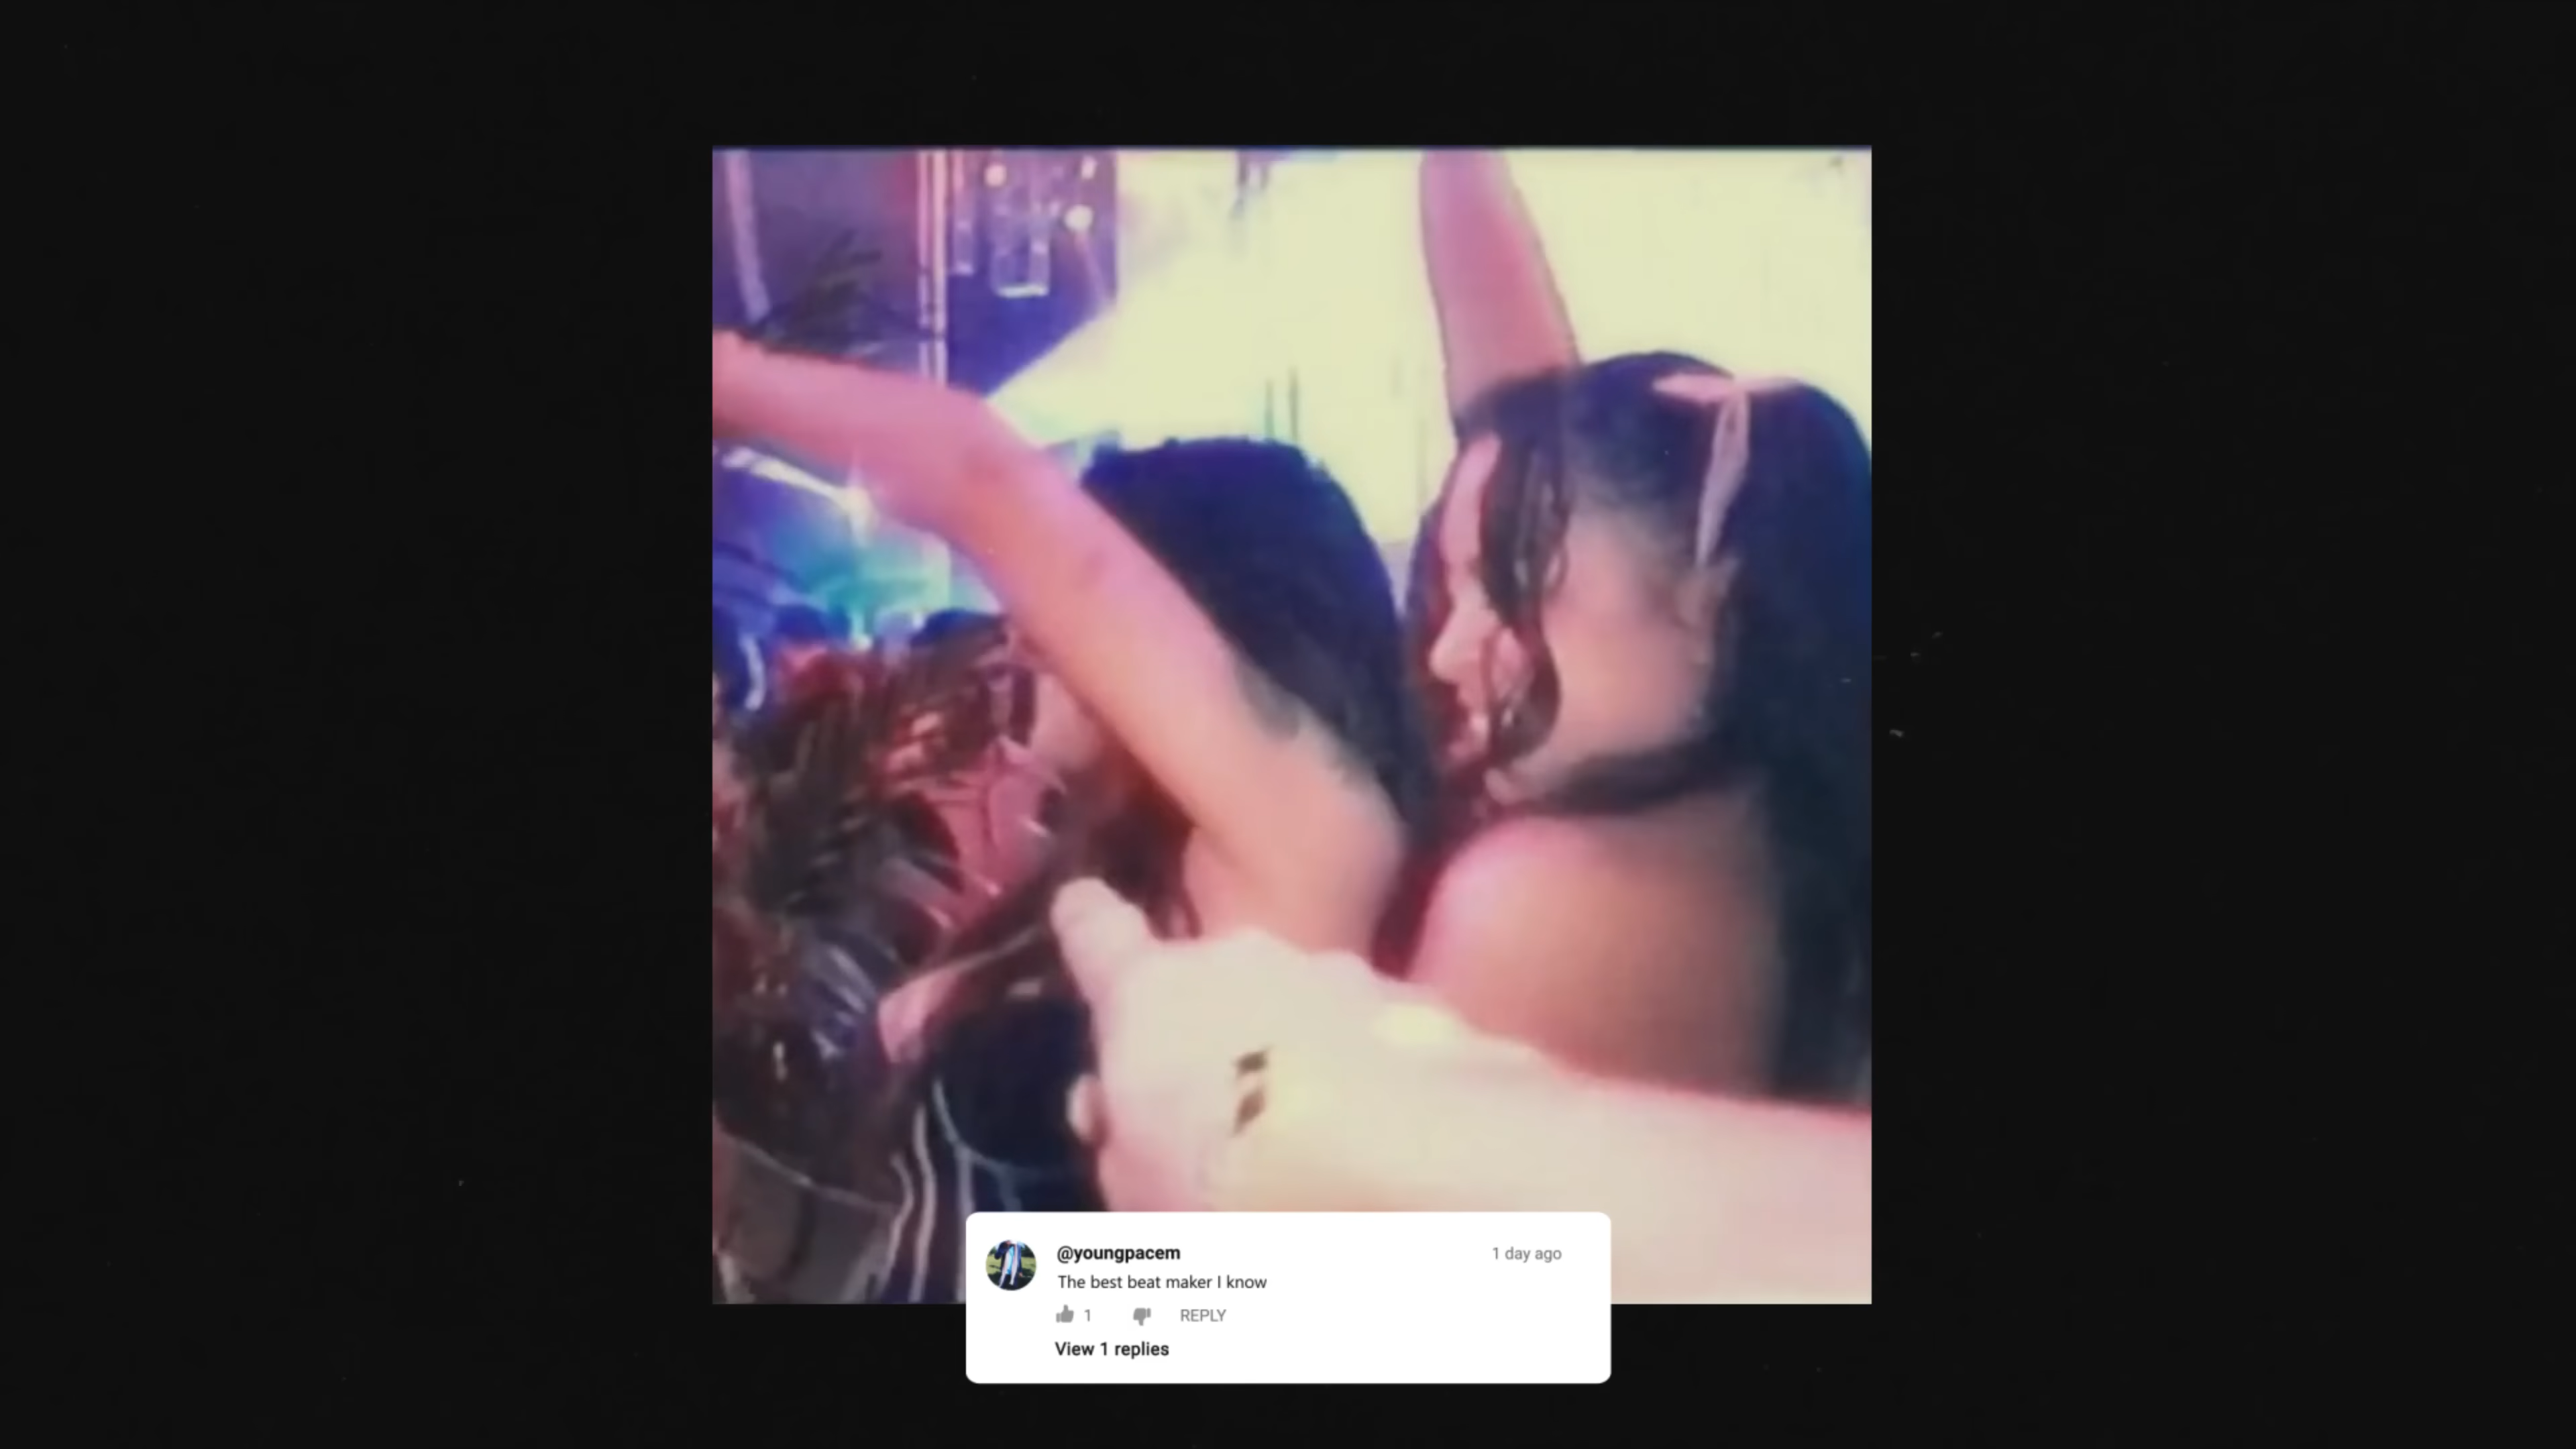 @youngpacem
1 day ago
The best beat maker I know
1
REPLY
View 1 replies